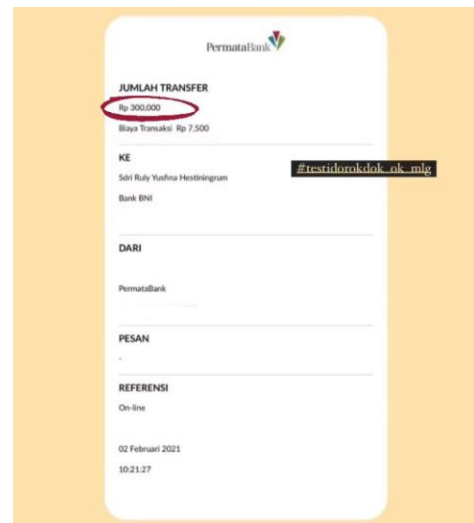 PermataBank
JUMLAH TRANSFER
Rp 300,000
Biaya Transaksi Rp 7,500
KE
Sdri Ruly Yusfina Hestiningrum
#testidorokdok_ok_mlg
Bank BNI
DARI
PermataBank
PESAN
-
REFERENSI
On-line
02 Februari 2021
10:21:27